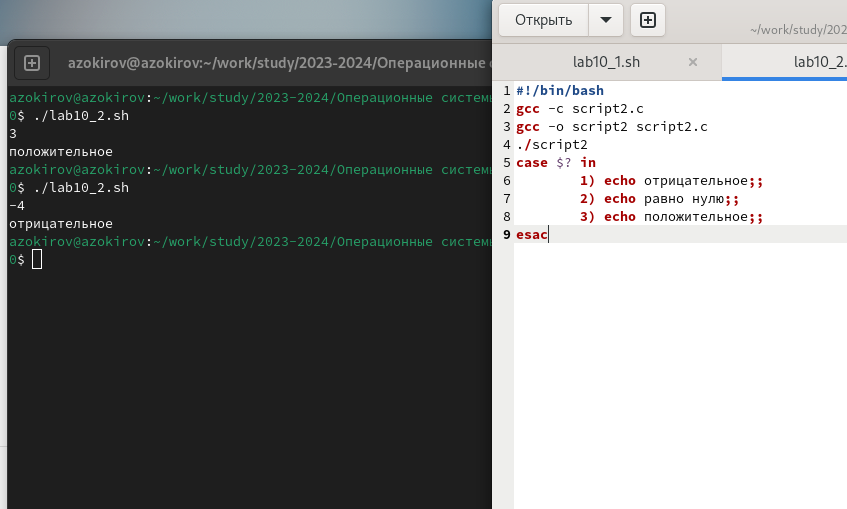 azokirov@azokirov:~/work/study/2023-2024/Операционные
azokirov@azokirov:~/work/study/2023-2024/Операционные системы
0$ ./lab10_2.sh
3
положительное
azokirov@azokirov:~/work/study/2023-2024/Операционные системы
0$ ./lab10_2.sh
-4
отрицательное
azokirov@azokirov:~/work/study/2023-2024/Операционные системы
0$
Открыть
~/work/study/202
lab10_1.sh × lab10_2.
1 #!/bin/bash
2 gcc -c script2.c
3 gcc -o script2 script2.c
4 ./script2
5 case $? in
6 1) echo отрицательное;;
7 2) echo равно нулю;;
8 3) echo положительное;;
9 esac